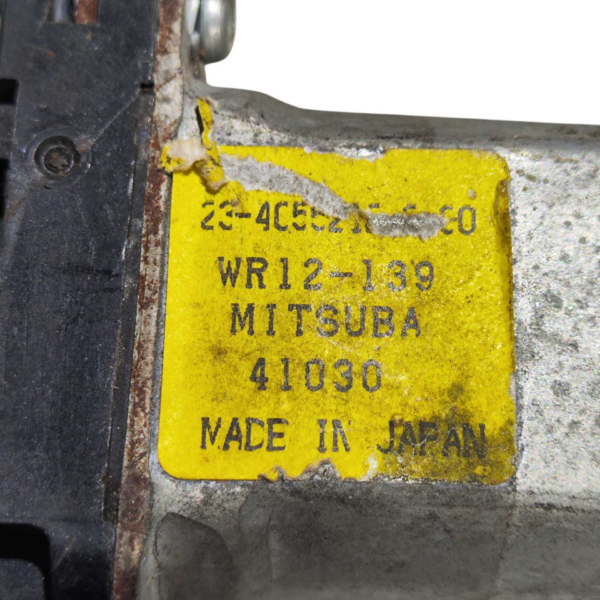 WR12-139
MITSUBA
41030
MADE IN JAPAN